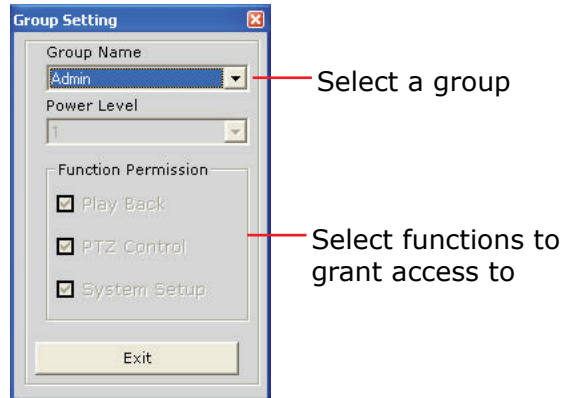 Group Setting
Group Name
Admin
Select a group
Power Level
1
Function Permission
Play Back
PTZ Control
Select functions to
grant access to
System Setup
Exit